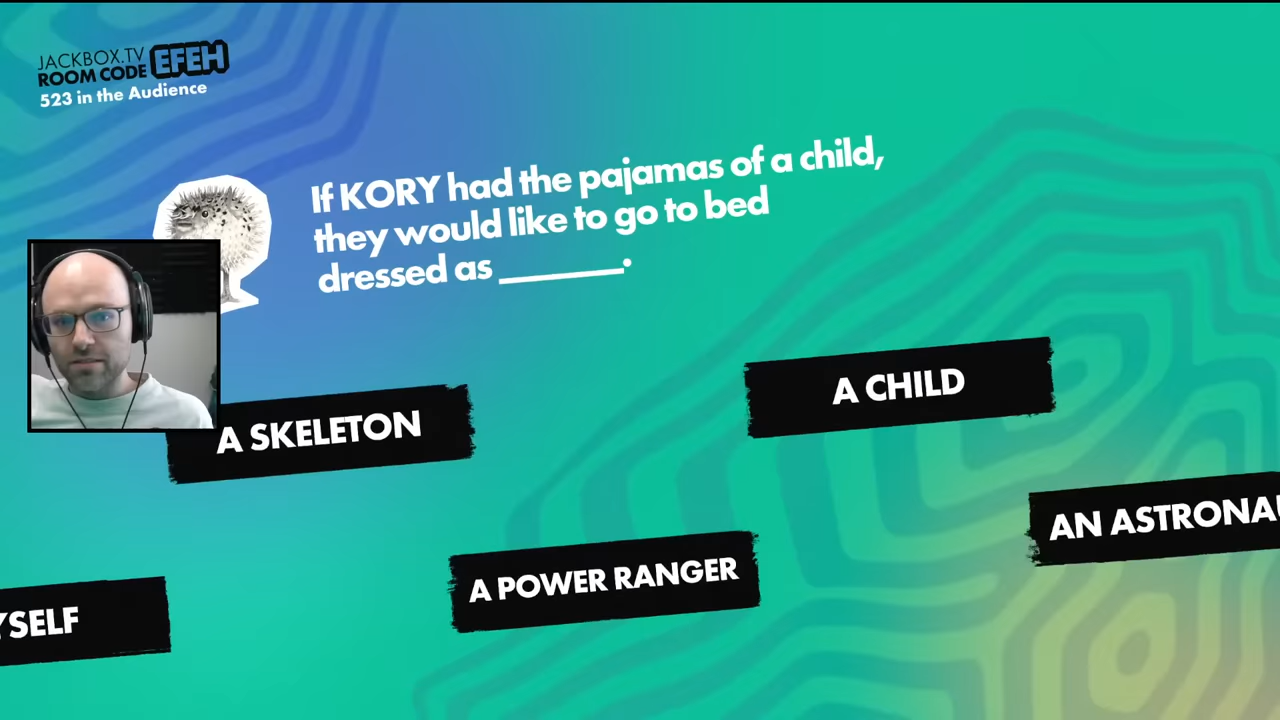 JACKBOX.TV
ROOM CODE EFEH
523 in the Audience
If KORY had the pajamas of a child,
they would like to go to bed
dressed as ______.
A CHILD
A SKELETON
AN ASTRONA
A POWER RANGER
YSELF